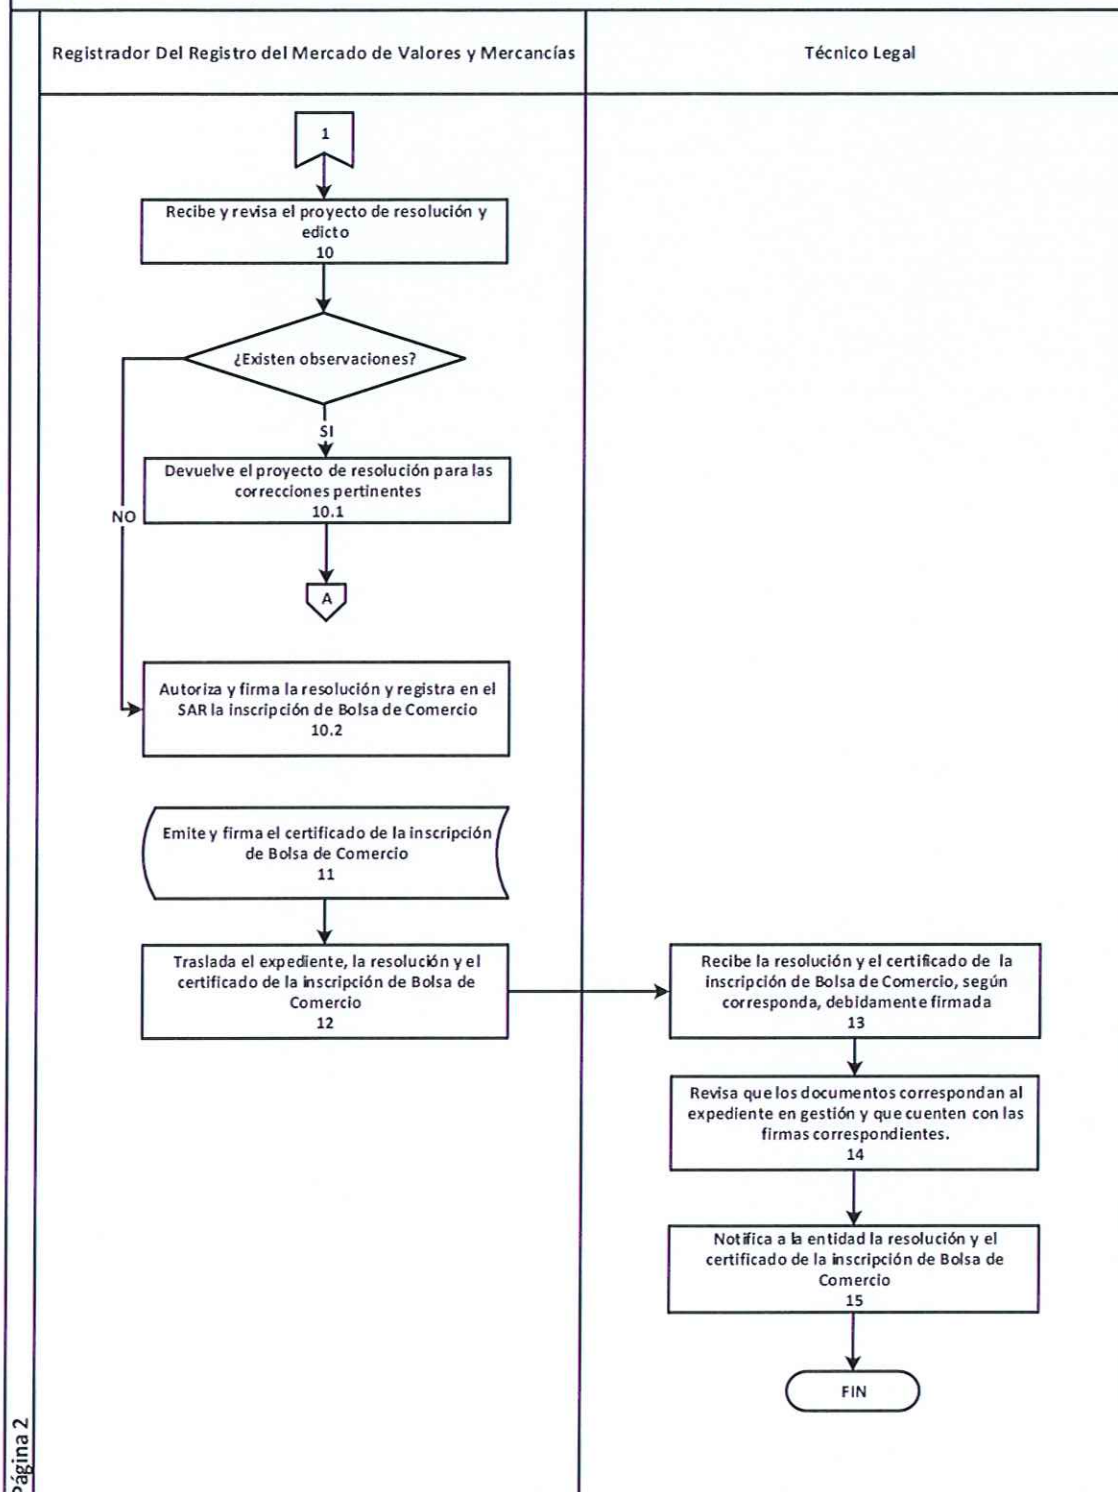 Registrador Del Registro del Mercado de Valores y Mercancías
Técnico Legal
1
Recibe y revisa el proyecto de resolución y
edicto
10
¿Existen observaciones?
SI
Devuelve el proyecto de resolución para las
correcciones pertinentes
10.1
NO
A
Autoriza y firma la resolución y registra en el
SAR la inscripción de Bolsa de Comercio
10.2
Emite y firma el certificado de la inscripción
de Bolsa de Comercio
11
Traslada el expediente, la resolución y el
certificado de la inscripción de Bolsa de
Comercio
12
Recibe la resolución y el certificado de la
inscripción de Bolsa de Comercio, según
corresponda, debidamente firmada
13
Revisa que los documentos correspondan al
expediente en gestión y que cuenten con las
firmas correspondientes.
14
Notifica a la entidad la resolución y el
certificado de la inscripción de Bolsa de
Comercio
15
FIN
Página 2